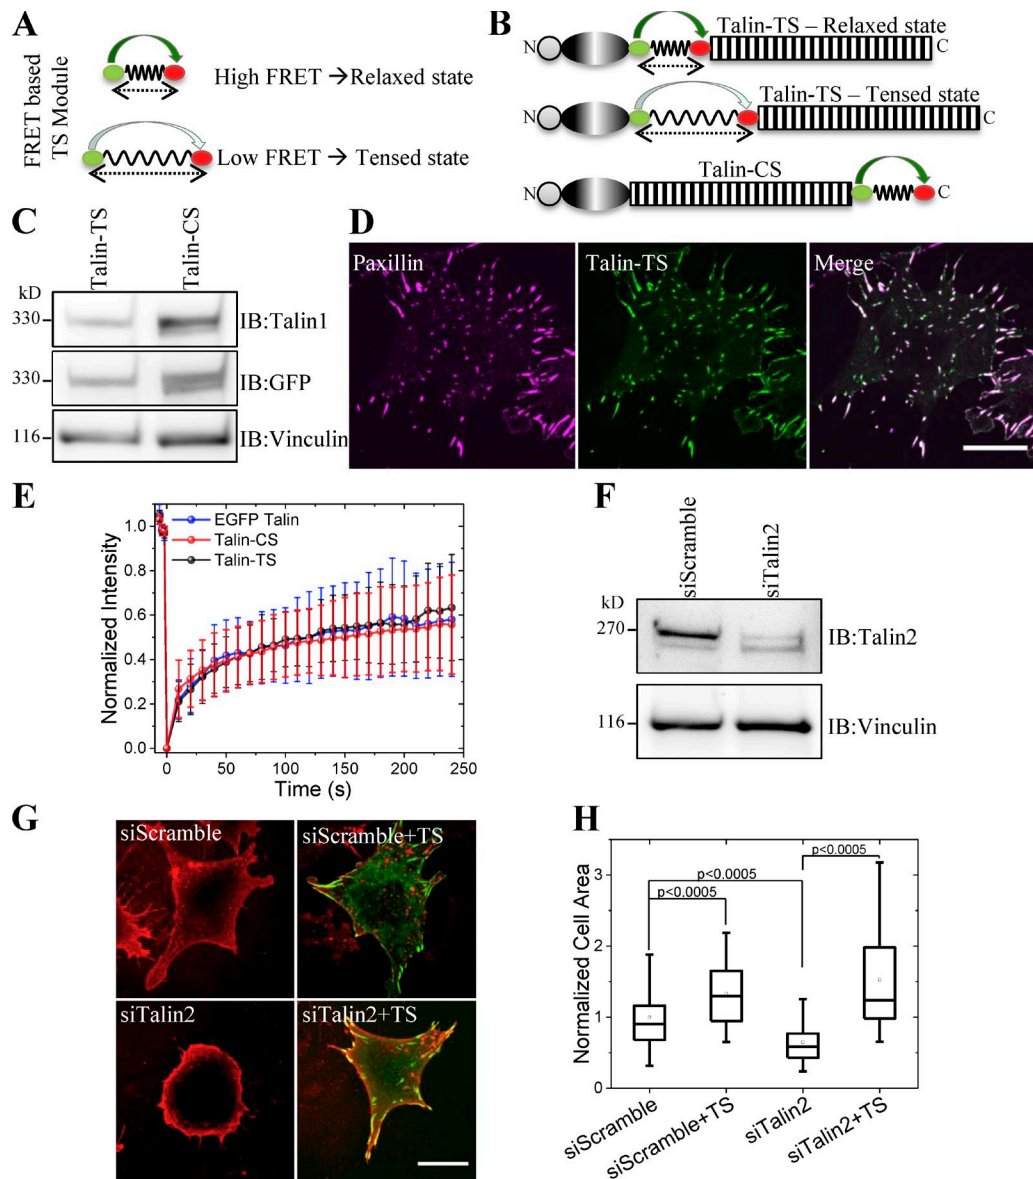 A
FRET based
TS Module
High FRET →Relaxed state
Low FRET → Tensed state
B
Talin-TS – Relaxed state
N
C
Talin-TS – Tensed state
N
C
Talin-CS
N
C
C
Talin-TS
Talin-CS
kD
330
IB:Talin1
330
IB:GFP
116
IB:Vinculin
D
Paxillin
Talin-TS
Merge
E
EGFP Talin
Talin-CS
Talin-TS
Normalized Intensity
1.0
0.8
0.6
0.4
0.2
0.0
0 50 100 150 200 250
Time (s)
F
siScramble
siTalin2
kD
270
IB:Talin2
116
IB:Vinculin
G
siScramble
siScramble+TS
siTalin2
siTalin2+TS
H
p<0.0005
p<0.0005
p<0.0005
Normalized Cell Area
3
2
1
0
siScramble
siScramble+TS
siTalin2
siTalin2+TS